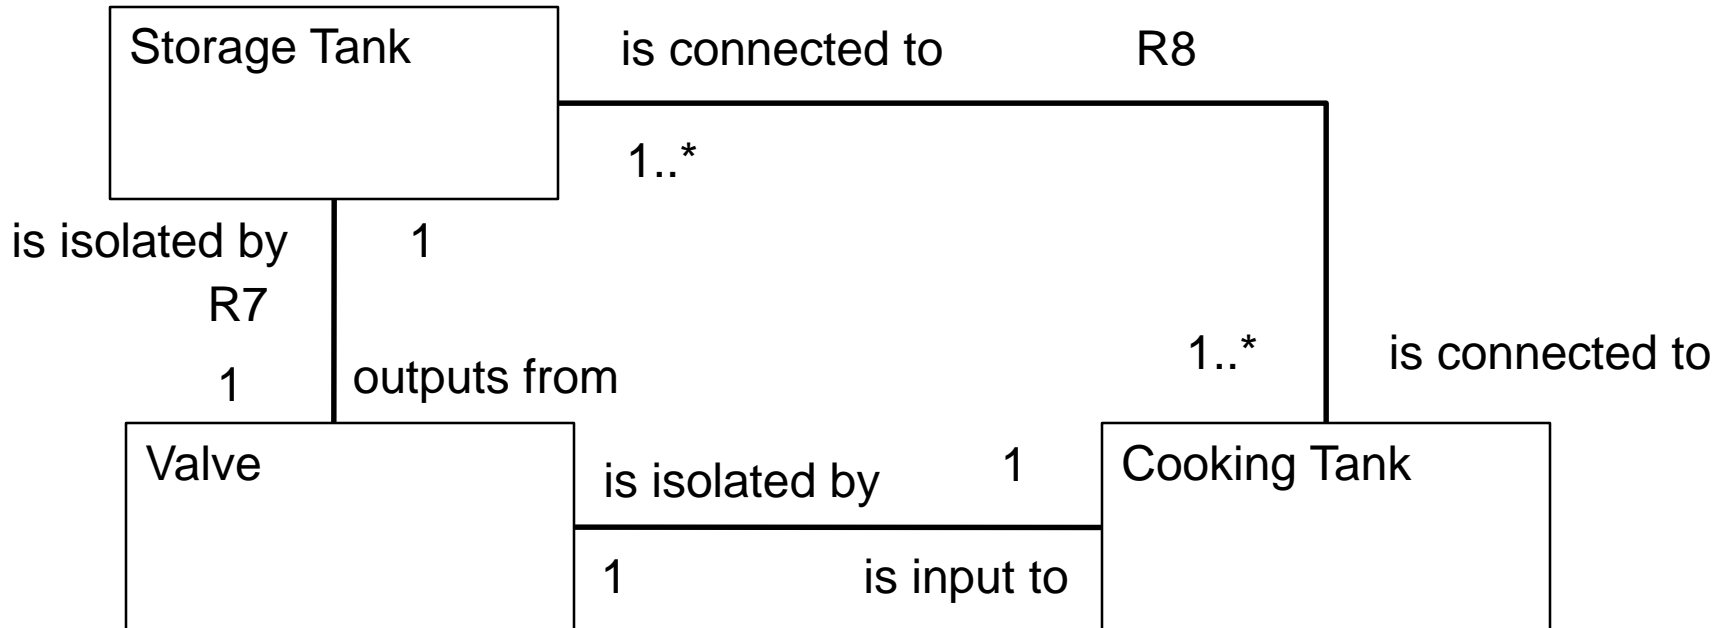 Storage Tank
is connected to
R8
1..*
is isolated by
1
R7
1..*
is connected to
1
outputs from
Valve
is isolated by
1
Cooking Tank
1
is input to